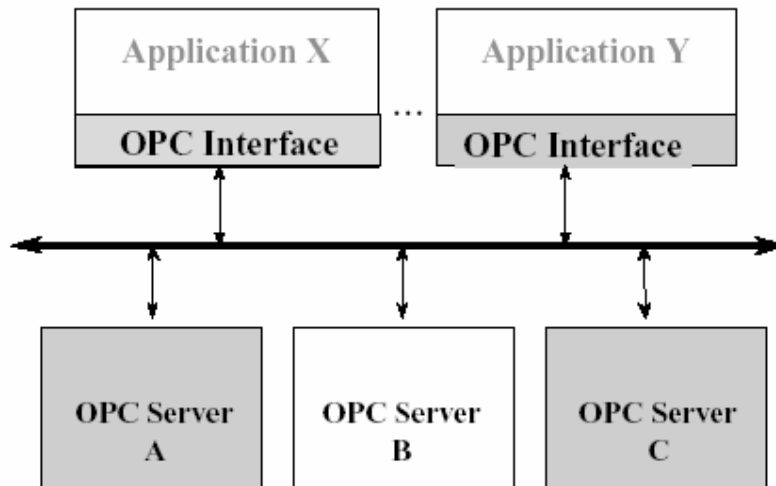 Application X
Application Y
...
OPC Interface
OPC Interface
OPC Server
A
OPC Server
B
OPC Server
C